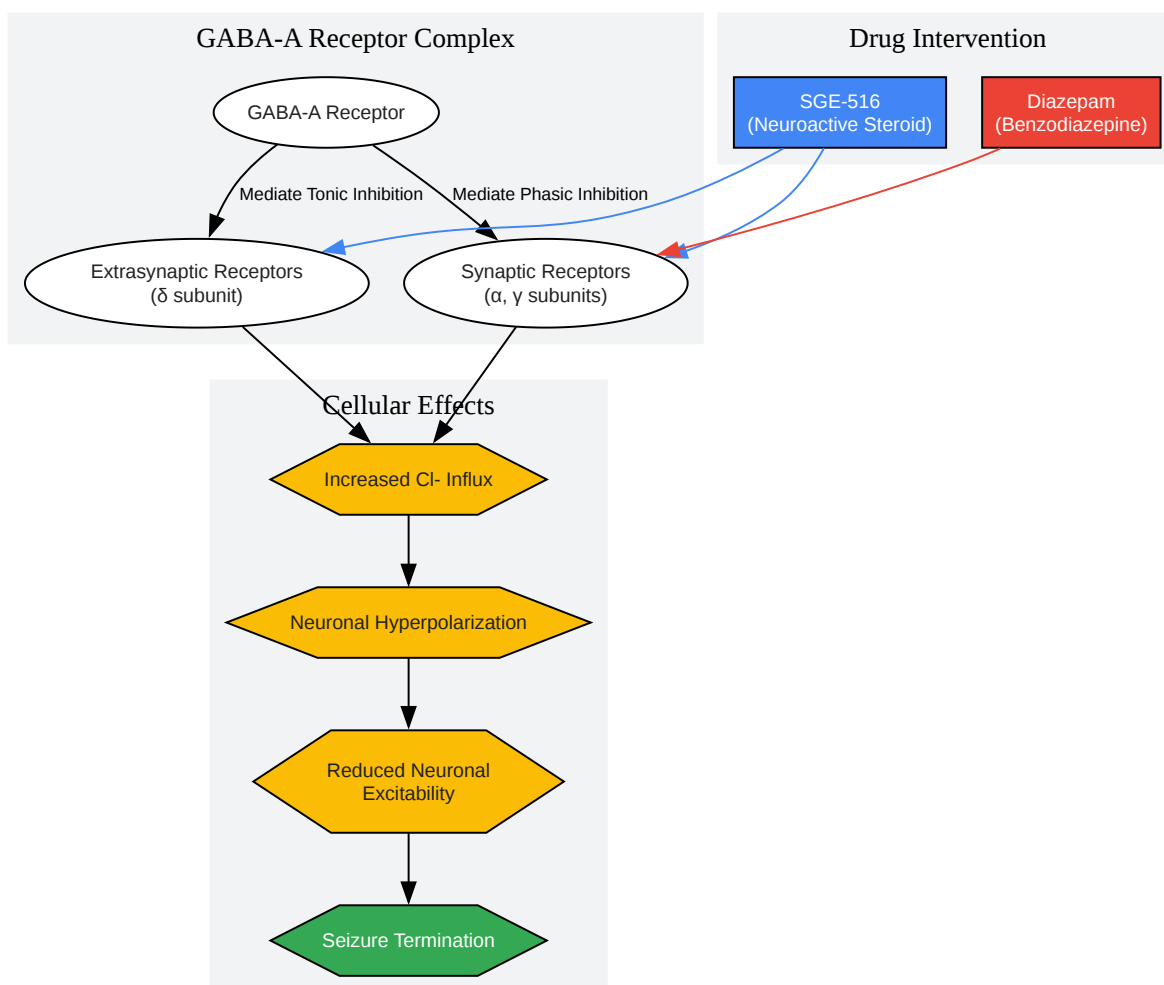 GABA-A Receptor Complex
Drug Intervention
GABA-A Receptor
SGE-516
(Neuroactive Steroid)
Diazepam
(Benzodiazepine)
Mediate Tonic Inhibition
Mediate Phasic Inhibition
Extrasynaptic Receptors
(δ subunit)
Synaptic Receptors
(α, γ subunits)
Cellular Effects
Increased Cl- Influx
Neuronal Hyperpolarization
Reduced Neuronal
Excitability
Seizure Termination